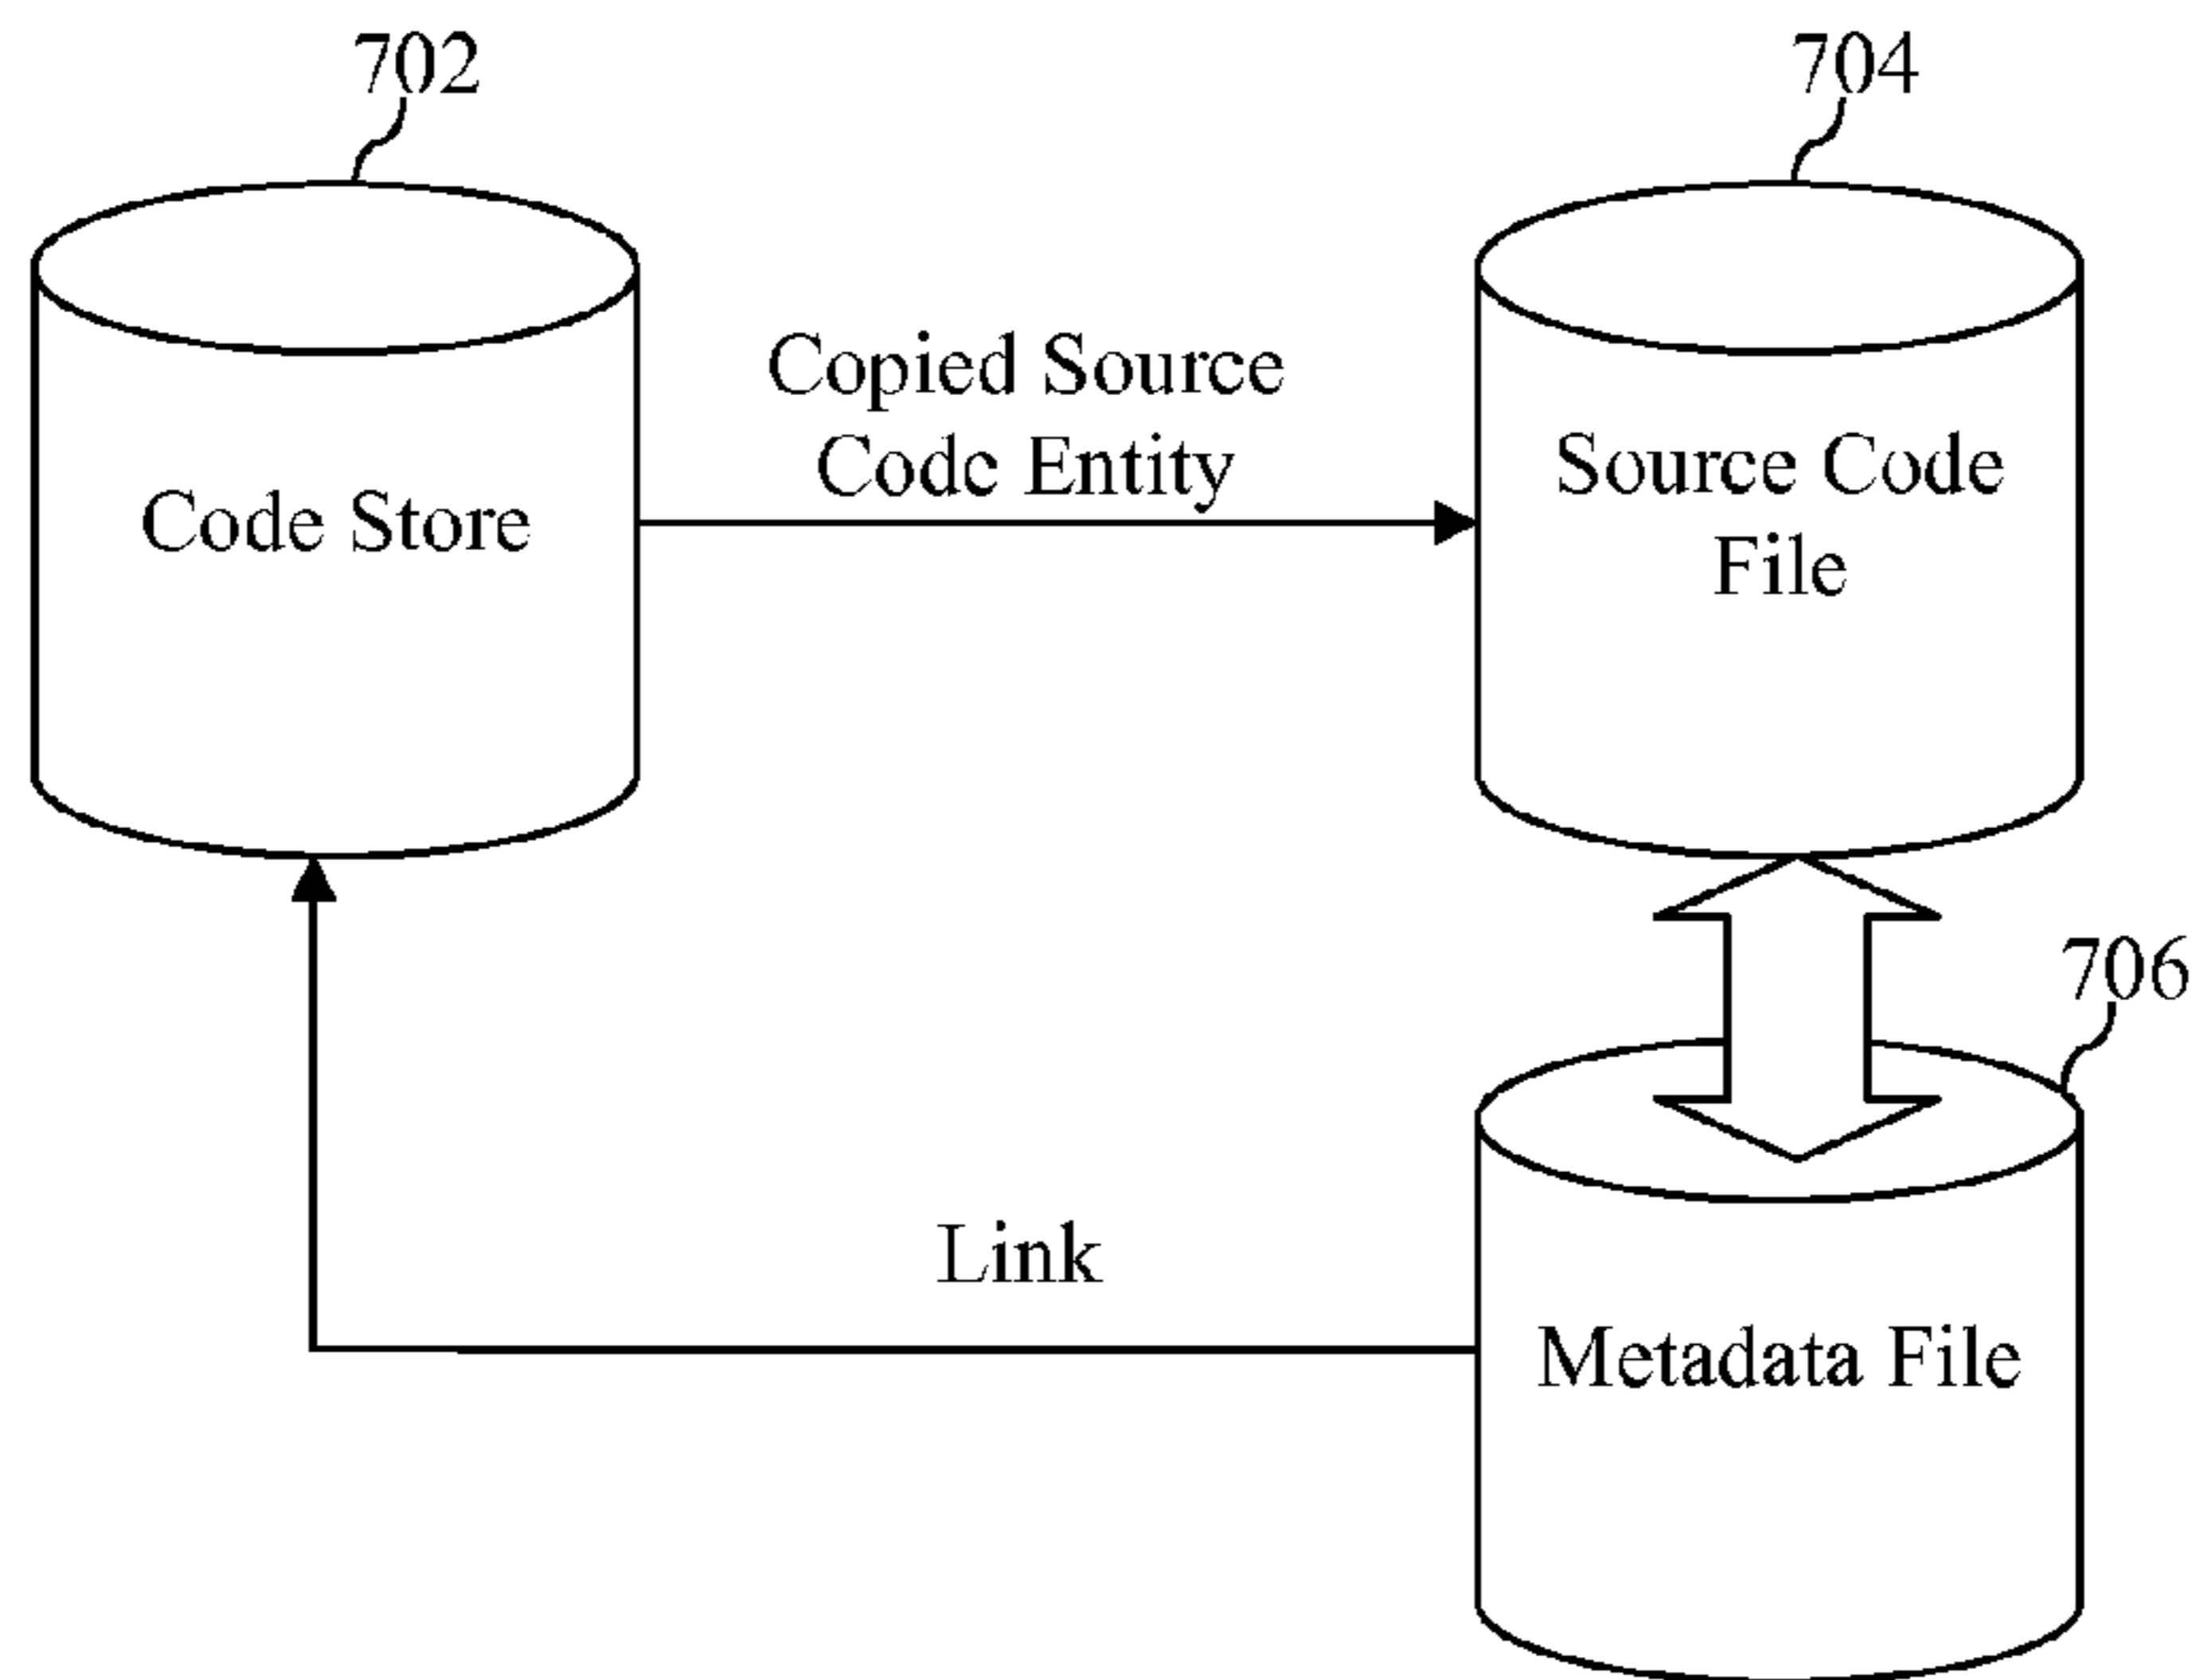 702
704
Copied Source
Code Entity
Code Store
Source Code
File
706
Link
Metadata File